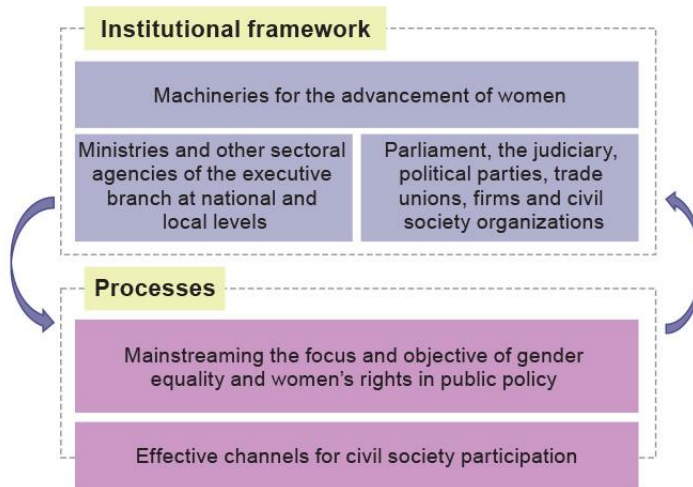 Institutional framework
Machineries for the advancement of women
Ministries and other sectoral
agencies of the executive
branch at national and
local levels
Parliament, the judiciary,
political parties, trade
unions, firms and civil
society organizations
Processes
Mainstreaming the focus and objective of gender
equality and women's rights in public policy
Effective channels for civil society participation